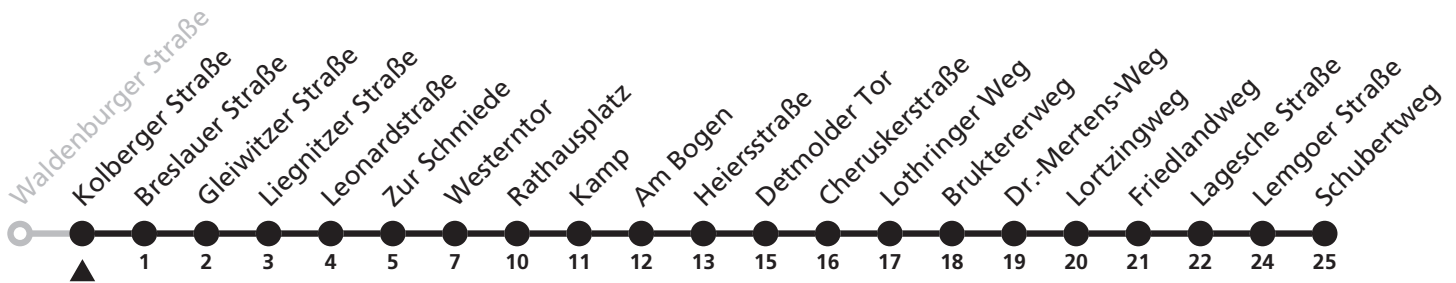 Waldenburger Straße
Kolberger Straße
Breslauer Straße
Gleiwitzer Straße
Liegnitzer Straße
Leonardstraße
Zur Schmiede
Westerntor
Rathausplatz
Kamp
Am Bogen
Heiersstraße
Detmolder Tor
Cheruskerstraße
Lothringer Weg
Bruktererweg
Dr.-Mertens-Weg
Lortzingweg
Friedlandweg
Lagesche Straße
Lemgoer Straße
Schubertweg
1 2 3 4 5 7 10 11 12 13 15 16 17 18 19 20 21 22 24 25